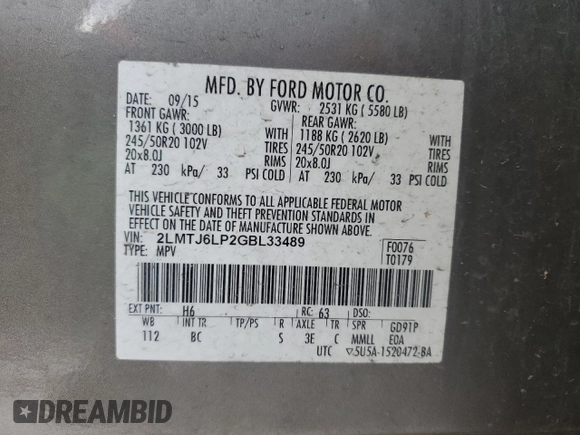 MFD. BY FORD MOTOR CO.
DATE: 09/15 GVWR: 2531 KG ( 5580 LB)
FRONT GAWR: REAR GAWR:
1361 KG ( 3000 LB) WITH 1188 KG ( 2620 LB) WITH
245/50R20 102V TIRES 245/50R20 102V TIRES
20x8.0J RIMS 20x8.0J RIMS
AT 230 kPa/ 33 PSI COLD AT 230 kPa/ 33 PSI COLD
THIS VEHICLE CONFORMS TO ALL APPLICABLE FEDERAL MOTOR
VEHICLE SAFETY AND THEFT PREVENTION STANDARDS IN
EFFECT ON THE DATE OF MANUFACTURE SHOWN ABOVE.
VIN: 2LMTJ6LP2GBL33489 F0076
TYPE: MPV T0179
EXT PNT: H6 RC: 63 DSO:
WB INT TR TP/PS R AXLE TR SPR GD91P
112 BC S 3E C MMLL EOA
UTC 5U5A-1520472-BA
DREAMBID